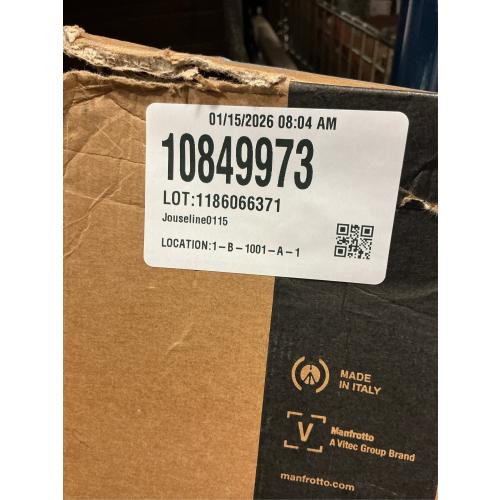 01/15/2026 08:04 AM
10849973
LOT:1186066371
Jouseline0115
LOCATION:1-B-1001-A-1
MADE
IN ITALY
V
Manfrotto
A Vitec Group Brand
manfrotto.com